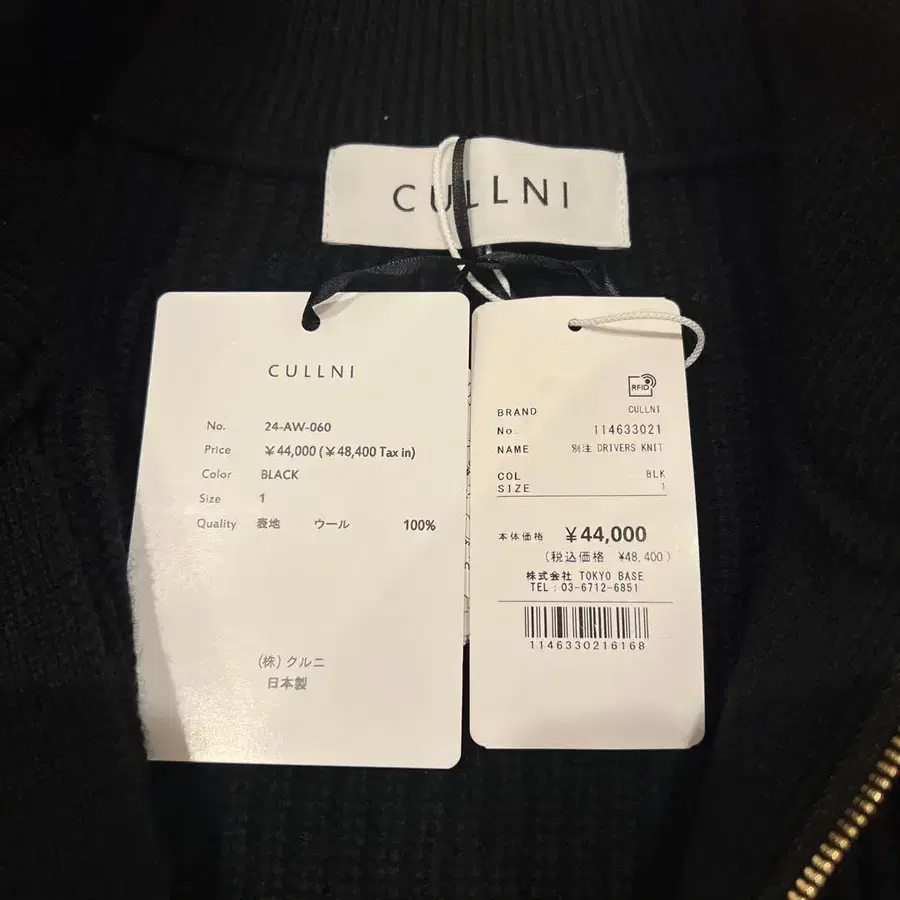 CULLNI
CULLNI
No. 24-AW-060
Price ¥44,000 (¥48,400 Tax in)
Color BLACK
Size 1
Quality 表地 ウール 100%
(株) クルニ
日本製
RFID
BRAND CULLNI
No. 114633021
NAME 別注 DRIVERS KNIT
COL BLK
SIZE 1
本体価格 ¥44,000
(税込価格 ¥48,400)
株式会社 TOKYO BASE
TEL:03-6712-6851
1146330216168